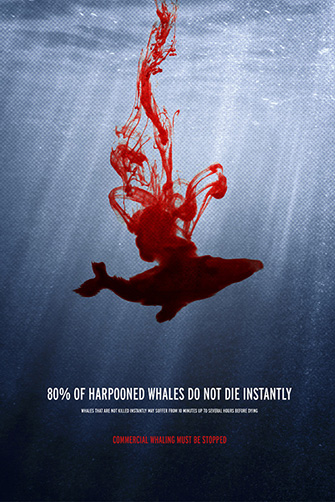 80% OF HARPOONED WHALES DO NOT DIE INSTANTLY
WHALES THAT ARE NOT KILLED INSTANTLY MAY SUFFER FROM 10 MINUTES UP TO SEVERAL HOURS BEFORE DYING
COMMERCIAL WHALING MUST BE STOPPED